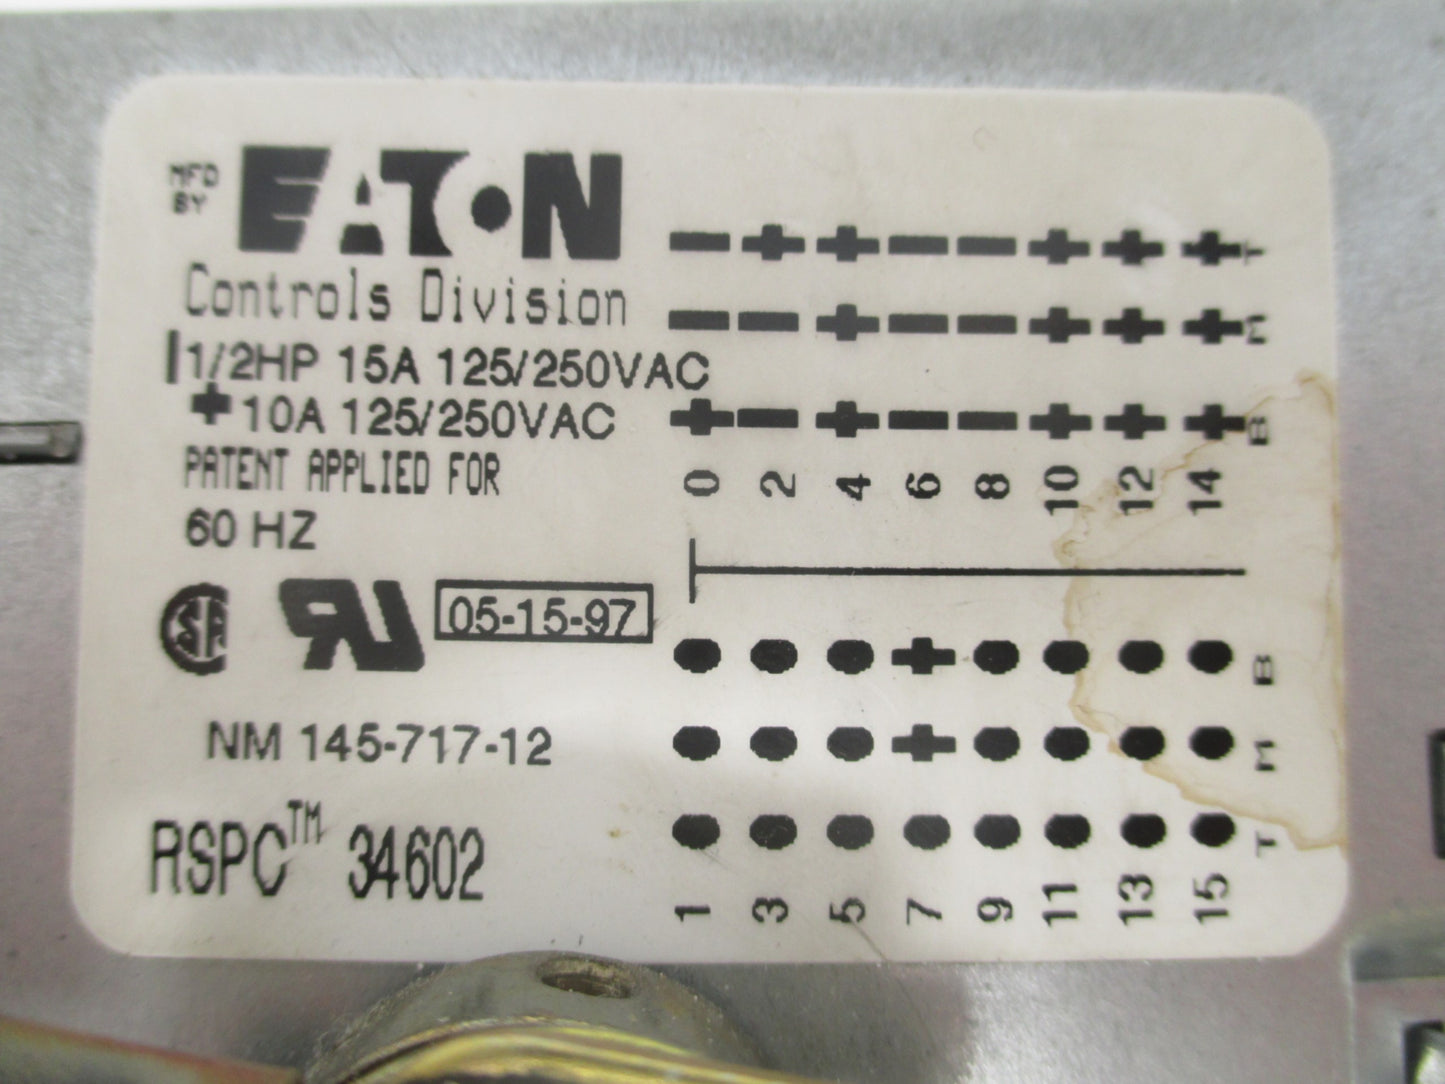 MFD BY EATON
Controls Division
1/2HP 15A 125/250VAC
10A 125/250VAC
PATENT APPLIED FOR
60 HZ
SA UR 05-15-97
NM 145-717-12
RSPC™ 34602
T
M
B
0 2 4 6 8 10 12 14
B
M
T
1 3 5 7 9 11 13 15